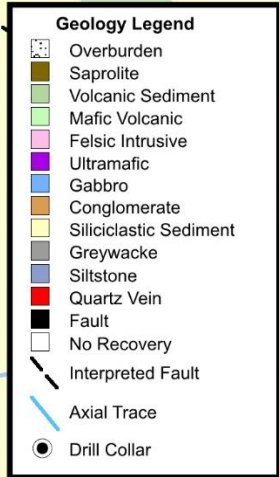 Geology Legend
Overburden
Saprolite
Volcanic Sediment
Mafic Volcanic
Felsic Intrusive
Ultramafic
Gabbro
Conglomerate
Siliciclastic Sediment
Greywacke
Siltstone
Quartz Vein
Fault
No Recovery
Interpreted Fault
Axial Trace
Drill Collar